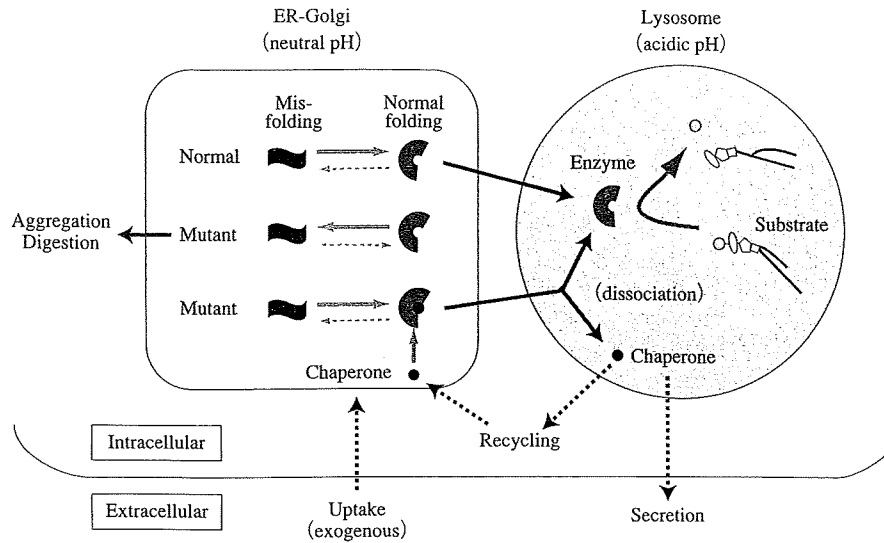 ER-Golgi
(neutral pH)
Lysosome
(acidic pH)
Mis-
folding
Normal
folding
Normal
Enzyme
Aggregation
Digestion
Mutant
Substrate
Mutant
(dissociation)
Chaperone
Chaperone
Recycling
Intracellular
Extracellular
Uptake
(exogenous)
Secretion